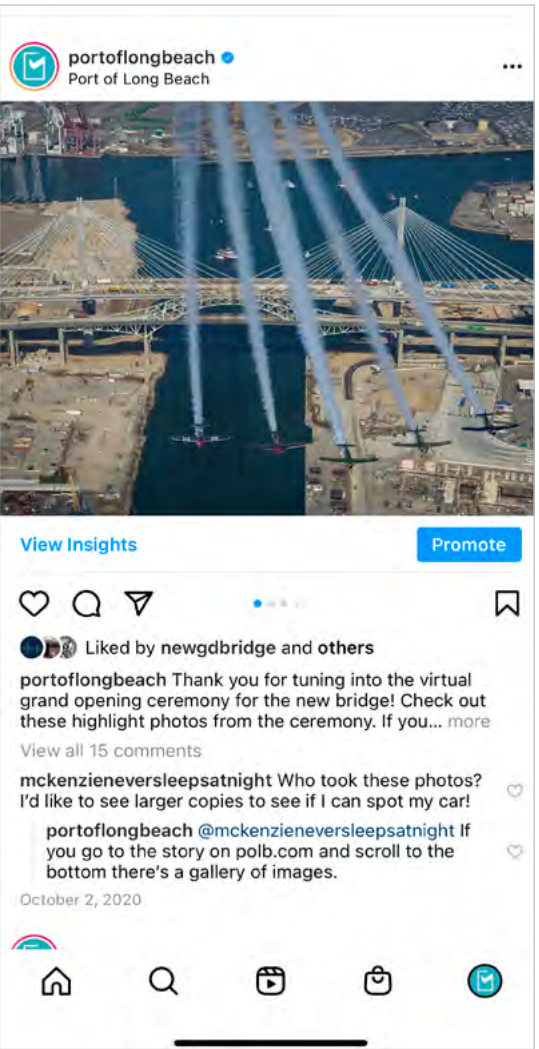 portoflongbeach
Port of Long Beach
View Insights
Promote
Liked by newgdbridge and others
portoflongbeach Thank you for tuning into the virtual
grand opening ceremony for the new bridge! Check out
these highlight photos from the ceremony. If you... more
View all 15 comments
mckenzieneversleepsatnight Who took these photos?
I'd like to see larger copies to see if I can spot my car!
portoflongbeach @mckenzieneversleepsatnight If
you go to the story on polb.com and scroll to the
bottom there's a gallery of images.
October 2, 2020